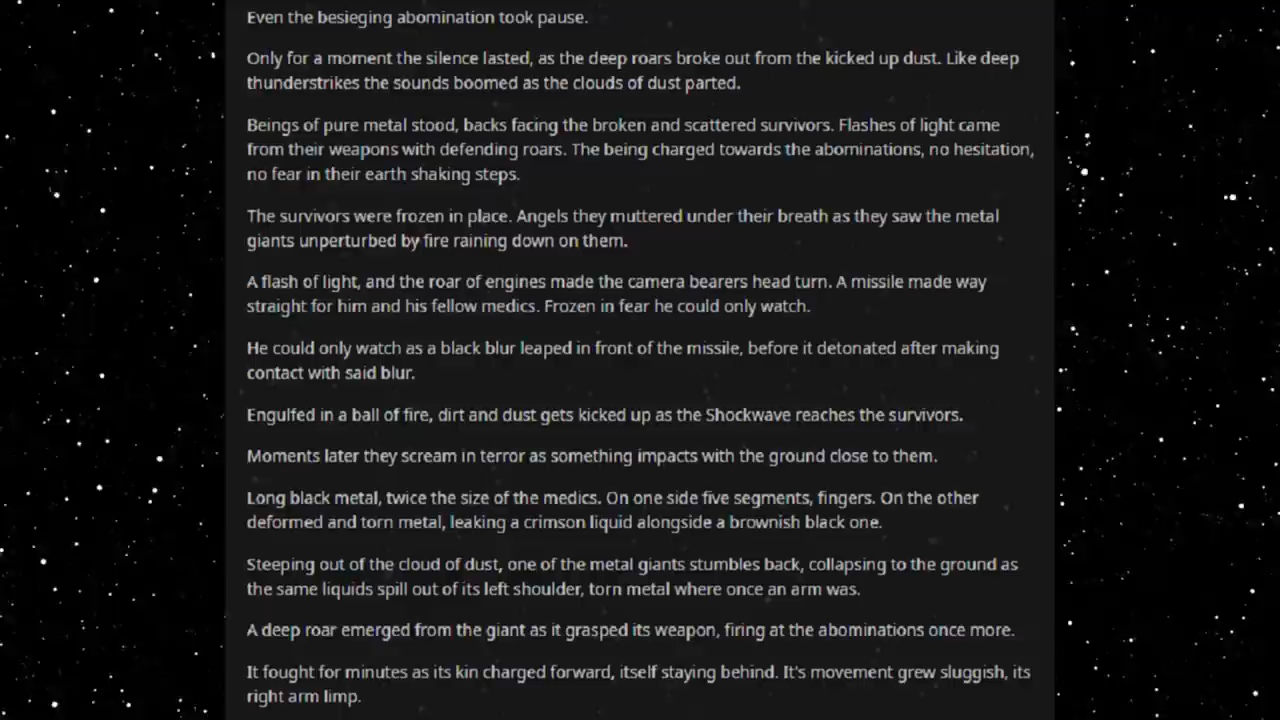 Even the besieging abomination took pause.
Only for a moment the silence lasted, as the deep roars broke out from the kicked up dust. Like deep
thunderstrikes the sounds boomed as the clouds of dust parted.
Beings of pure metal stood, backs facing the broken and scattered survivors. Flashes of light came
from their weapons with defending roars. The being charged towards the abominations, no hesitation,
no fear in their earth shaking steps.
The survivors were frozen in place. Angels they muttered under their breath as they saw the metal
giants unperturbed by fire raining down on them.
A flash of light, and the roar of engines made the camera bearers head turn. A missile made way
straight for him and his fellow medics. Frozen in fear he could only watch.
He could only watch as a black blur leaped in front of the missile, before it detonated after making
contact with said blur.
Engulfed in a ball of fire, dirt and dust gets kicked up as the Shockwave reaches the survivors.
Moments later they scream in terror as something impacts with the ground close to them.
Long black metal, twice the size of the medics. On one side five segments, fingers. On the other
deformed and torn metal, leaking a crimson liquid alongside a brownish black one.
Steeping out of the cloud of dust, one of the metal giants stumbles back, collapsing to the ground as
the same liquids spill out of its left shoulder, torn metal where once an arm was.
A deep roar emerged from the giant as it grasped its weapon, firing at the abominations once more.
It fought for minutes as its kin charged forward, itself staying behind. It's movement grew sluggish, its
right arm limp.